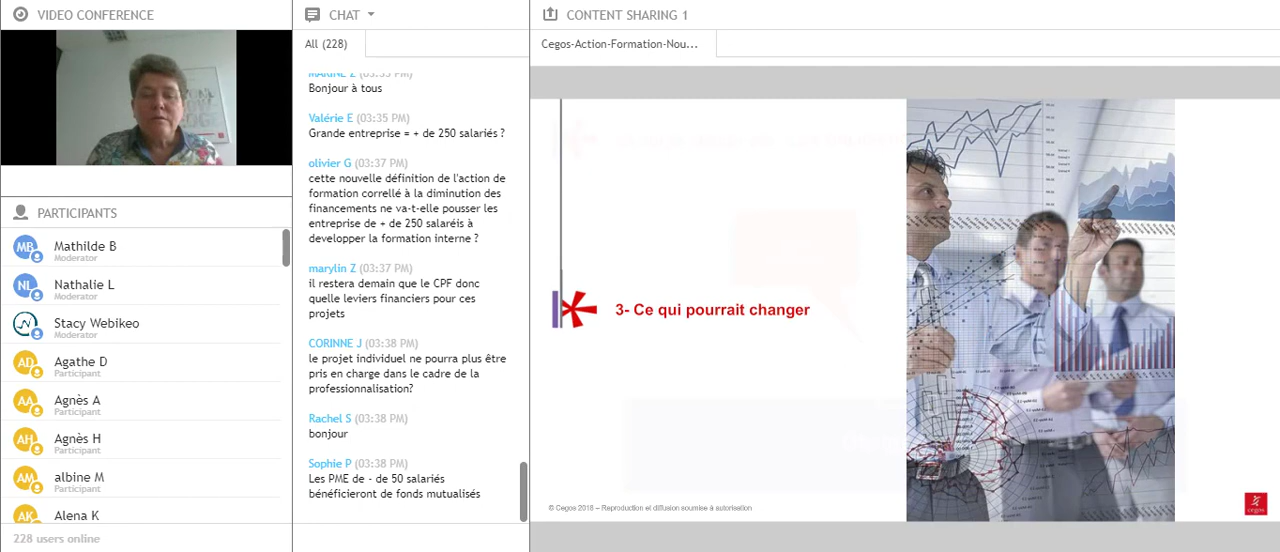 VIDEO CONFERENCE
PARTICIPANTS
MB
Mathilde B
Moderator
NL
Nathalie L
Moderator
Stacy Webikeo
Moderator
AD
Agathe D
Participant
AA
Agnès A
Participant
AH
Agnès H
Participant
AM
albine M
Participant
AK
Alena K
228 users online
CHAT
All (228)
MARINE Z (03:35 PM)
Bonjour à tous
Valérie E (03:35 PM)
Grande entreprise = + de 250 salariés ?
olivier G (03:37 PM)
cette nouvelle définition de l'action de
formation correllé à la diminution des
financements ne va-t-elle pousser les
entreprise de + de 250 salaréis à
developper la formation interne ?
marylin Z (03:37 PM)
il restera demain que le CPF donc
quelle leviers financiers pour ces
projets
CORINNE J (03:38 PM)
le projet individuel ne pourra plus être
pris en charge dans le cadre de la
professionnalisation?
Rachel S (03:38 PM)
bonjour
Sophie P (03:38 PM)
Les PME de - de 50 salariés
bénéficieront de fonds mutualisés
CONTENT SHARING 1
Cegos-Action-Formation-Nou...
3- Ce qui pourrait changer
© Cegos 2018 – Reproduction et diffusion soumise à autorisation
cegos